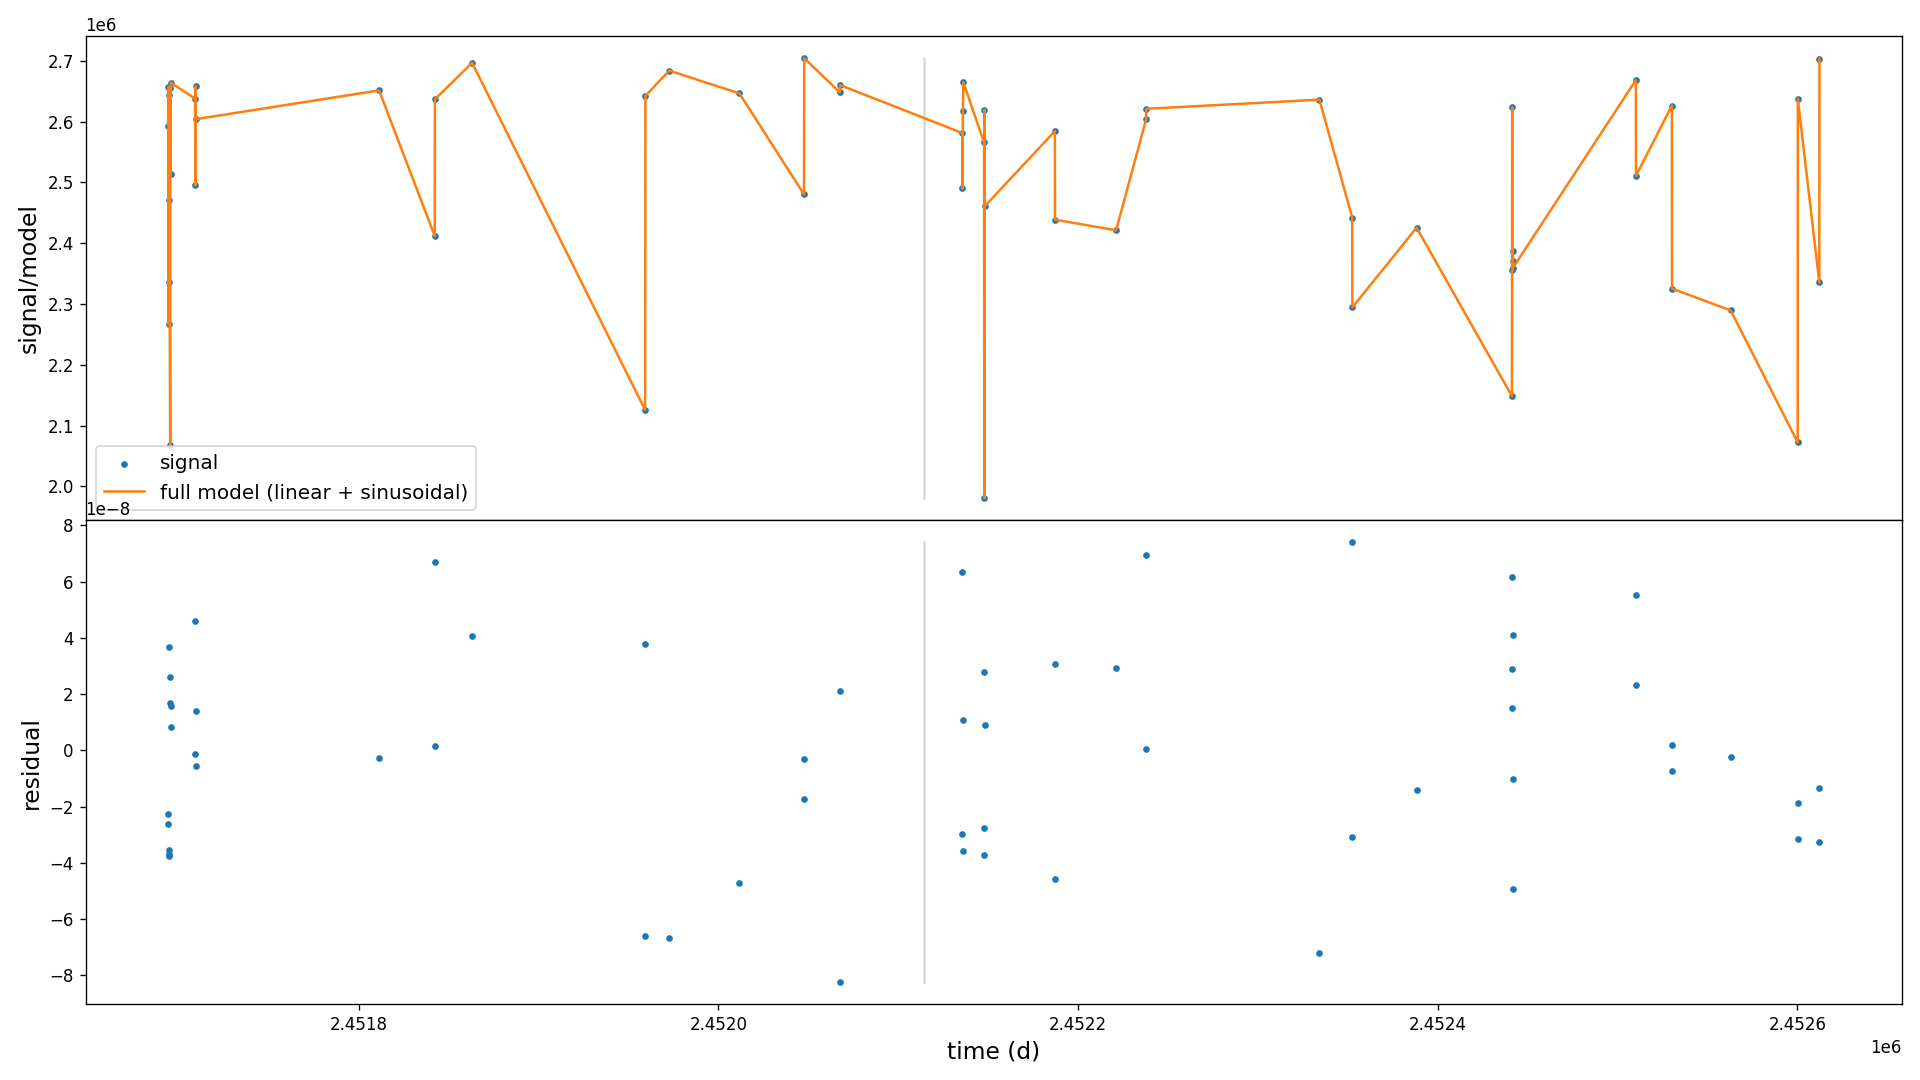 1e6
signal/model
2.7
2.6
2.5
2.4
2.3
2.2
2.1
2.0
signal
full model (linear + sinusoidal)
1e−8
residual
8
6
4
2
0
−2
−4
−6
−8
2.4518
2.4520
2.4522
2.4524
2.4526
time (d)
1e6